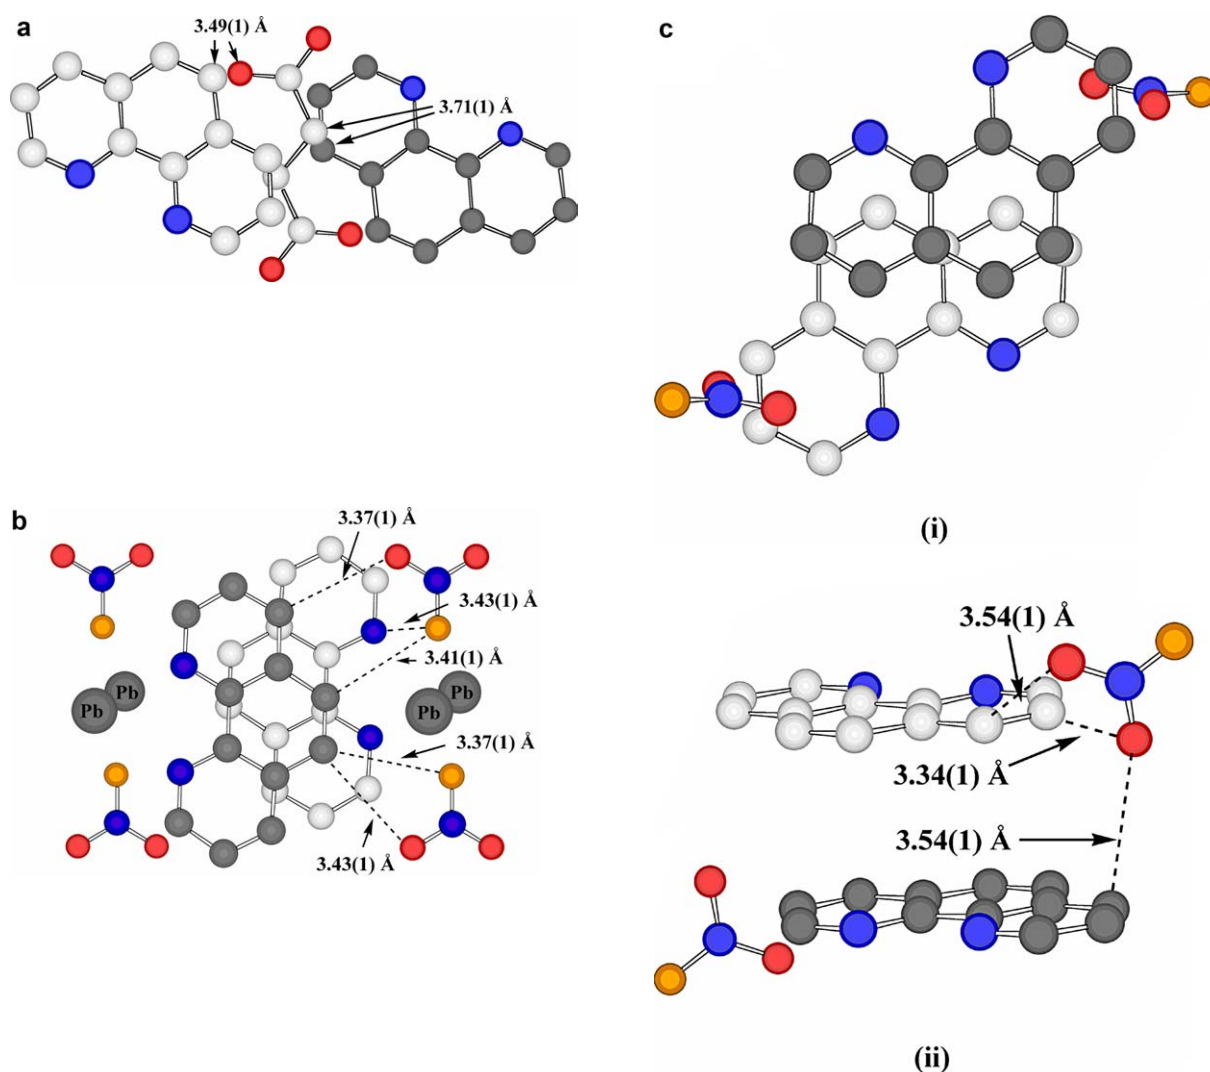 a
3.49(1) Å
3.71(1) Å
b
3.37(1) Å
3.43(1) Å
3.41(1) Å
Pb
Pb
Pb
Pb
3.37(1) Å
3.43(1) Å
c
(i)
3.54(1) Å
3.34(1) Å
3.54(1) Å
(ii)